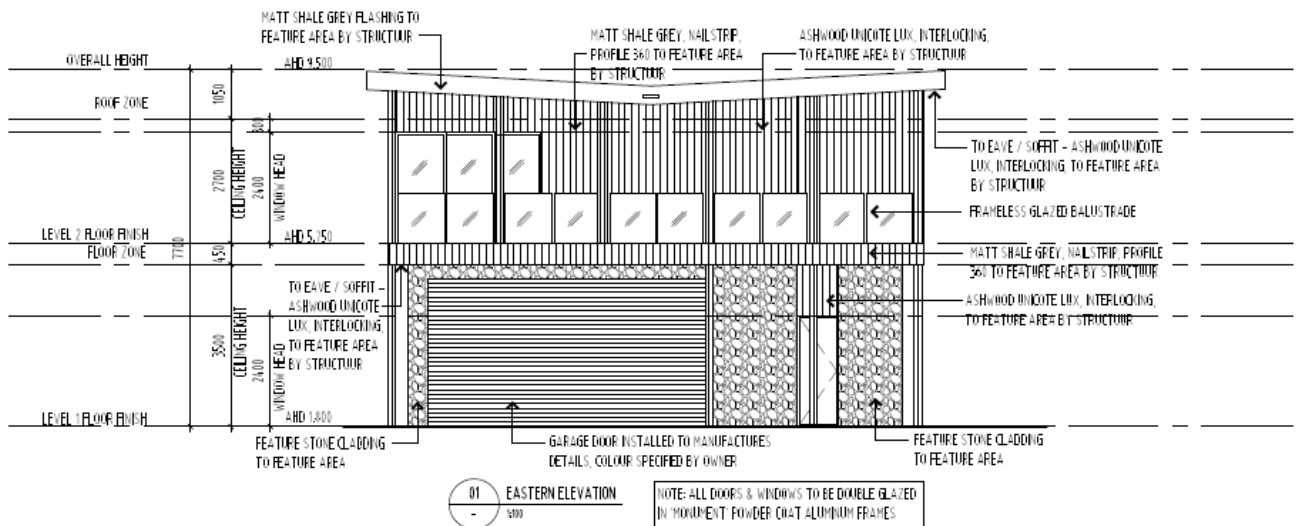 MATT SHALE GREY FLASHING TO
FEATURE AREA BY STRUCTUUR
MATT SHALE GREY, NAILSTRIP,
PROFILE 360 TO FEATURE AREA
BY STRUCTUUR
ASHWOOD UNICOTE LUX, INTERLOCKING,
TO FEATURE AREA BY STRUCTUUR
OVERALL HEIGHT
AHD 9,500
ROOF ZONE
1050
300
2700
CEILING HEIGHT
2400
WINDOW HEAD
7700
TO EAVE / SOFFIT - ASHWOOD UNICOTE
LUX, INTERLOCKING, TO FEATURE AREA
BY STRUCTUUR
FRAMELESS GLAZED BALUSTRADE
LEVEL 2 FLOOR FINISH
AHD 5,750
FLOOR ZONE
450
MATT SHALE GREY, NAILSTRIP, PROFILE
360 TO FEATURE AREA BY STRUCTUUR
TO EAVE / SOFFIT -
ASHWOOD UNICOTE
LUX, INTERLOCKING,
TO FEATURE AREA
BY STRUCTUUR
ASHWOOD UNICOTE LUX, INTERLOCKING,
TO FEATURE AREA BY STRUCTUUR
3500
CEILING HEIGHT
2400
WINDOW HEAD
LEVEL 1 FLOOR FINISH
AHD 1,800
FEATURE STONE CLADDING
TO FEATURE AREA
GARAGE DOOR INSTALLED TO MANUFACTURES
DETAILS, COLOUR SPECIFIED BY OWNER
FEATURE STONE CLADDING
TO FEATURE AREA
01
EASTERN ELEVATION
-
1:100
NOTE: ALL DOORS & WINDOWS TO BE DOUBLE GLAZED
IN 'MONUMENT' POWDER COAT ALUMINUM FRAMES